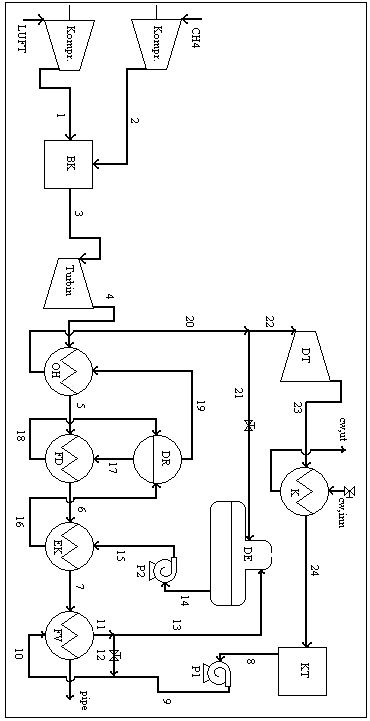 LUFT
Kompr.
Kompr.
CH4
1
2
BK
3
Turbin
4
20
22
DT
OH
5
19
21
23
cw,ut
18
FD
17
DR
K
cw,inn
6
16
EK
15
P2
DE
24
14
7
13
11
12
FV
10
P1
8
KT
9
pipe